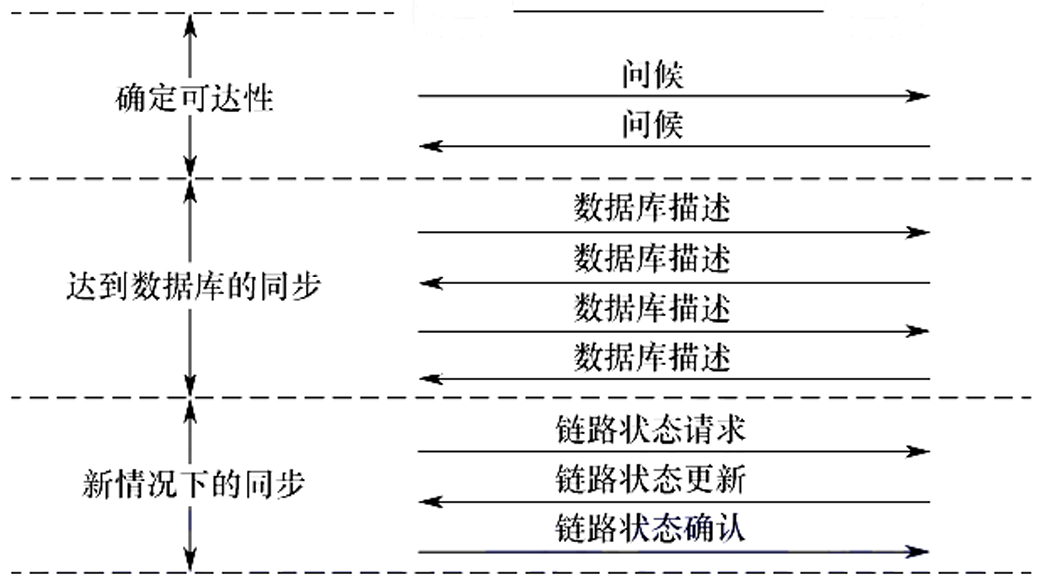 问候
确定可达性
问候
数据库描述
数据库描述
达到数据库的同步
数据库描述
数据库描述
链路状态请求
新情况下的同步
链路状态更新
链路状态确认